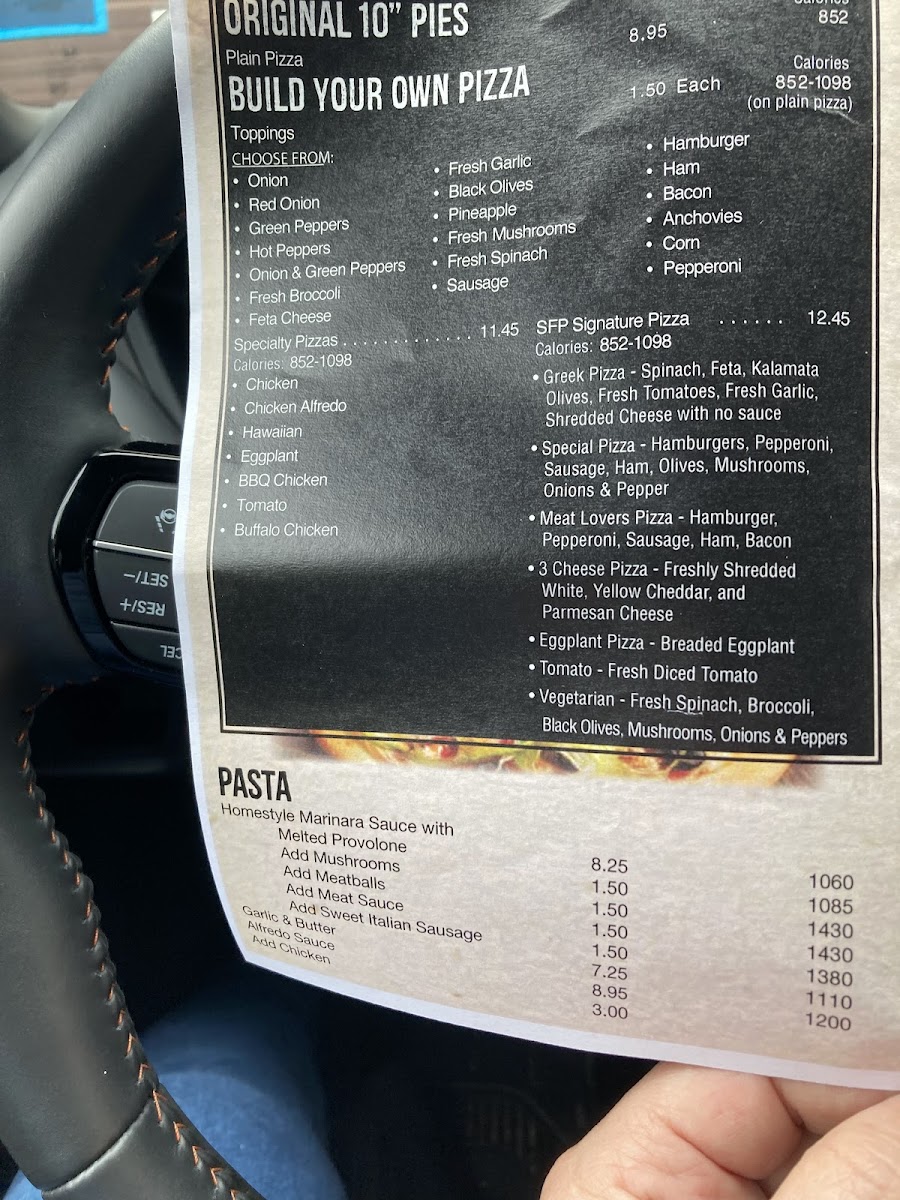 ORIGINAL 10" PIES
Calories
Plain Pizza 8.95 852
BUILD YOUR OWN PIZZA
Calories
Toppings 1.50 Each 852-1098
(on plain pizza)
CHOOSE FROM:
• Onion
• Red Onion
• Green Peppers
• Hot Peppers
• Onion & Green Peppers
• Fresh Broccoli
• Feta Cheese
• Fresh Garlic
• Black Olives
• Pineapple
• Fresh Mushrooms
• Fresh Spinach
• Sausage
• Hamburger
• Ham
• Bacon
• Anchovies
• Corn
• Pepperoni
Specialty Pizzas . . . . . . . . . . . . . . 11.45
Calories: 852-1098
• Chicken
• Chicken Alfredo
• Hawaiian
• Eggplant
• BBQ Chicken
• Tomato
• Buffalo Chicken
SFP Signature Pizza . . . . . . 12.45
Calories: 852-1098
• Greek Pizza - Spinach, Feta, Kalamata
Olives, Fresh Tomatoes, Fresh Garlic,
Shredded Cheese with no sauce
• Special Pizza - Hamburgers, Pepperoni,
Sausage, Ham, Olives, Mushrooms,
Onions & Pepper
• Meat Lovers Pizza - Hamburger,
Pepperoni, Sausage, Ham, Bacon
• 3 Cheese Pizza - Freshly Shredded
White, Yellow Cheddar, and
Parmesan Cheese
• Eggplant Pizza - Breaded Eggplant
• Tomato - Fresh Diced Tomato
• Vegetarian - Fresh Spinach, Broccoli,
Black Olives, Mushrooms, Onions & Peppers
PASTA
Homestyle Marinara Sauce with
Melted Provolone 8.25 1060
Add Mushrooms 1.50 1085
Add Meatballs 1.50 1430
Add Meat Sauce 1.50 1430
Add Sweet Italian Sausage 1.50 1380
Garlic & Butter 7.25 1110
Alfredo Sauce 8.95 1200
Add Chicken 3.00
SET/–
RES/+
CEL